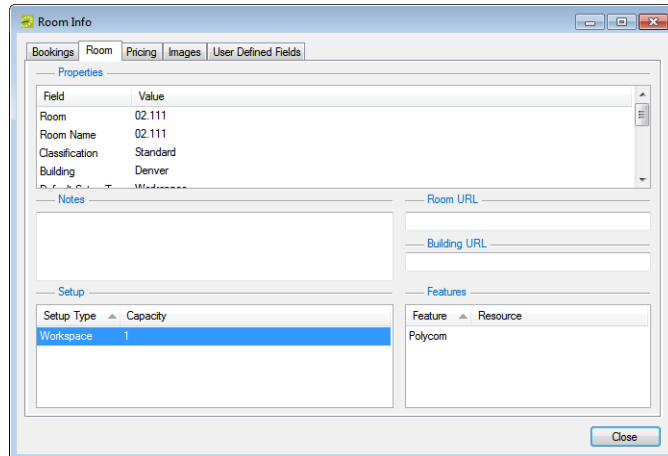 Room Info
Bookings Room Pricing Images User Defined Fields
Properties
Field Value
Room 02.111
Room Name 02.111
Classification Standard
Building Denver
Notes
Room URL
Building URL
Setup
Features
Setup Type Capacity
Feature Resource
Workspace 1
Polycom
Close